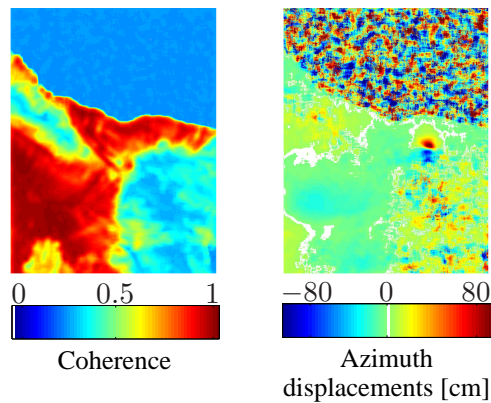 0 0.5 1
Coherence
−80 0 80
Azimuth
displacements [cm]